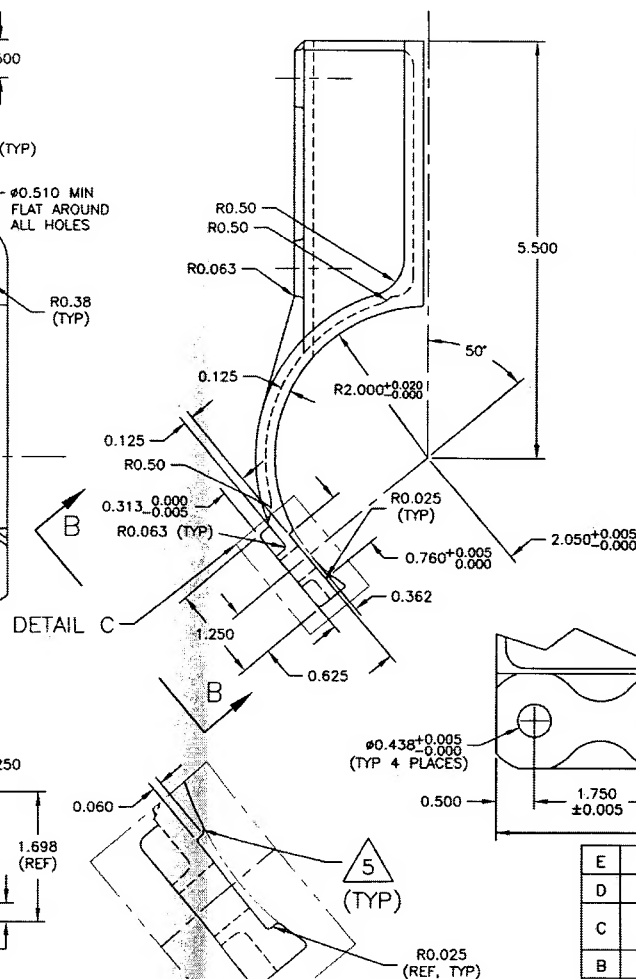 5.500
(TYP)
ø0.510 MIN
FLAT AROUND
ALL HOLES
R0.38
(TYP)
R0.50
R0.50
R0.063
50°
0.125
R2.000+0.020
-0.000
0.125
R0.50
0.313 0.000
-0.005
R0.063 (TYP)
R0.025
(TYP)
0.760+0.005
0.000
2.050+0.005
-0.000
0.362
B
DETAIL C
1.250
0.625
B
ø0.438+0.005
-0.000
(TYP 4 PLACES)
0.500
1.750
±0.005
0.060
1.698
(REF)
5
(TYP)
R0.025
(REF, TYP)
E
D
C
B